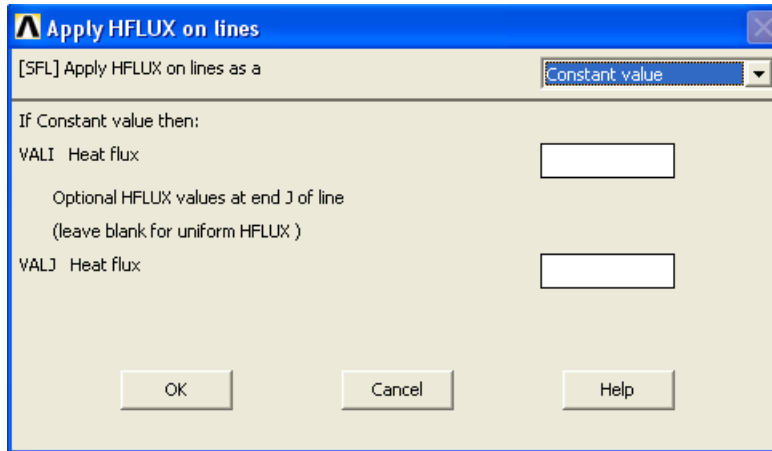 Apply HFLUX on lines
[SFL] Apply HFLUX on lines as a
Constant value
If Constant value then:
VALI Heat flux
Optional HFLUX values at end J of line
(leave blank for uniform HFLUX )
VALJ Heat flux
OK
Cancel
Help